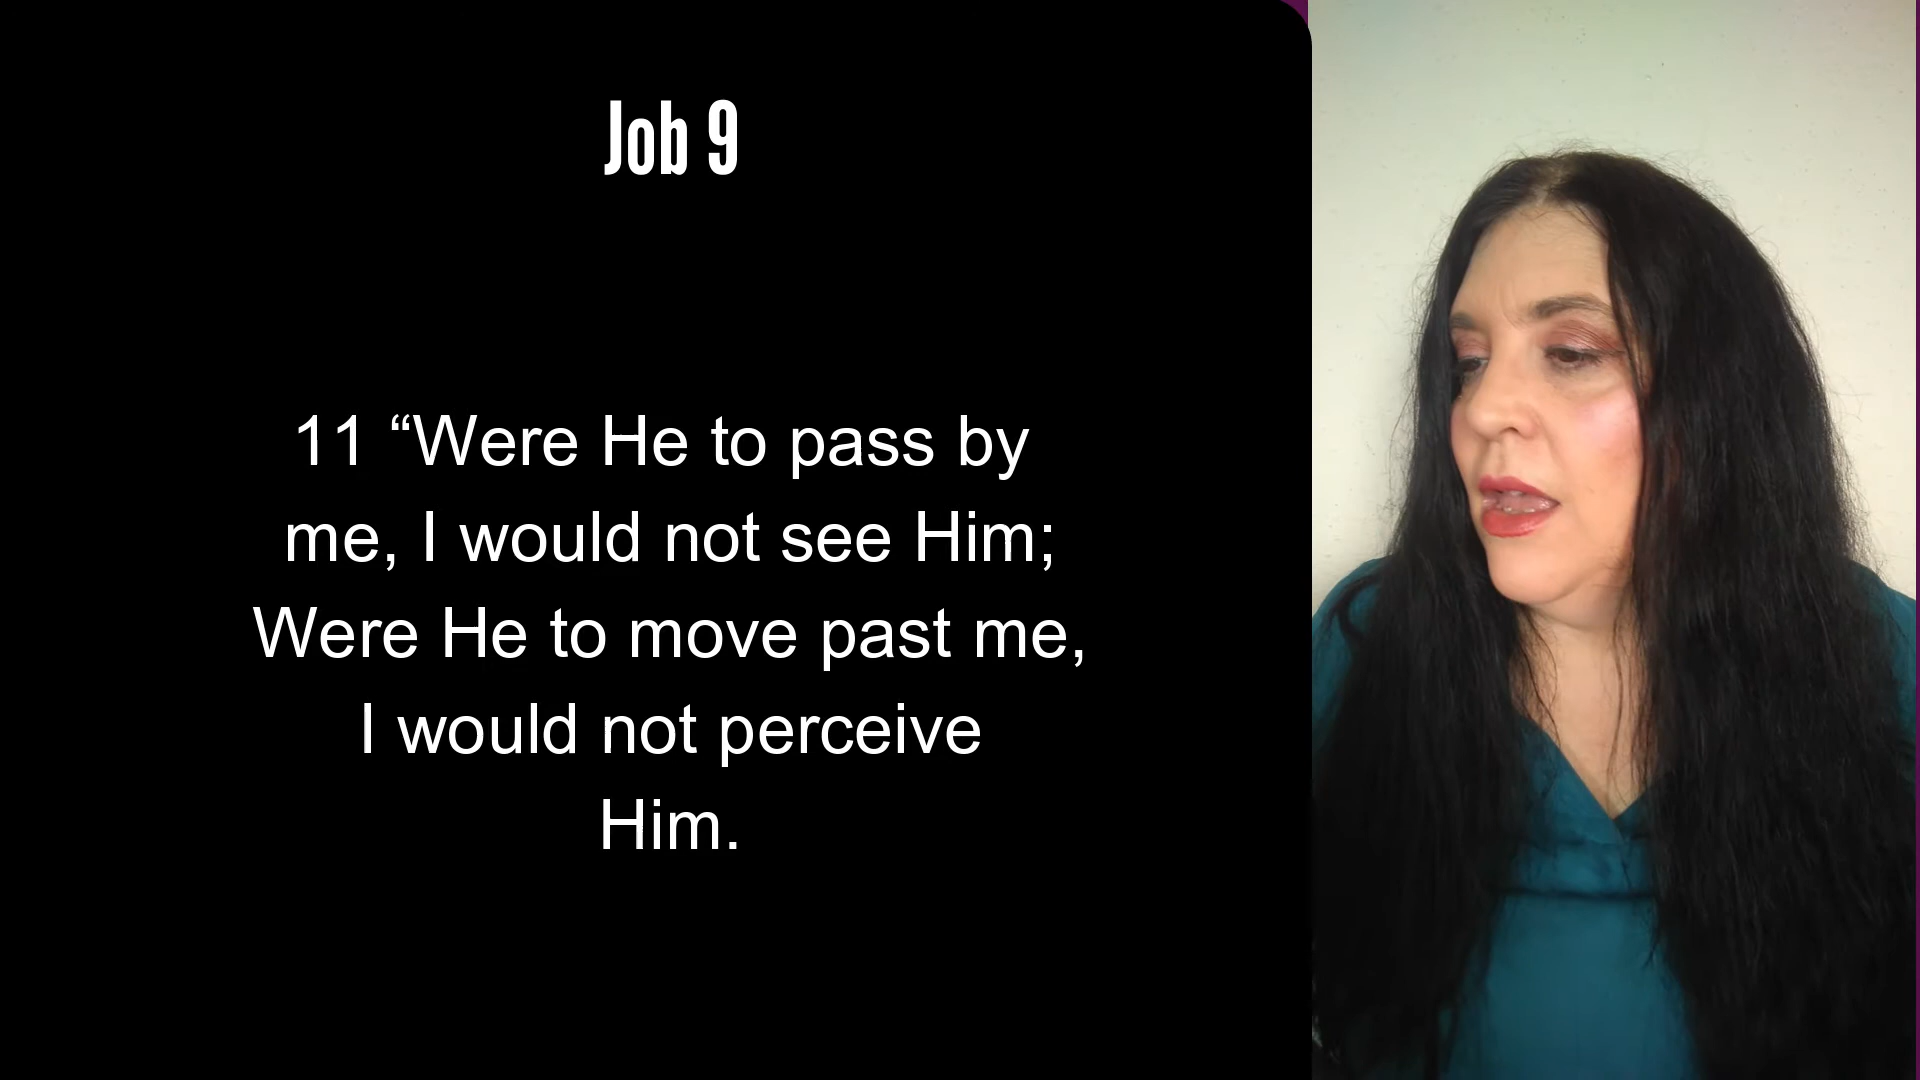 Job 9
11 “Were He to pass by
me, I would not see Him;
Were He to move past me,
I would not perceive
Him.